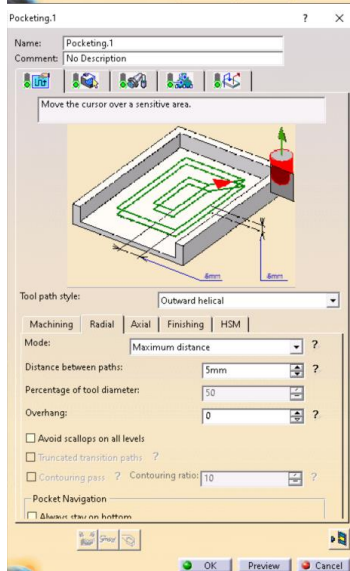 Pocketing.1 ? ×
Name: Pocketing.1
Comment: No Description
Move the cursor over a sensitive area.
6mm 6mm
Tool path style: Outward helical
Machining Radial Axial Finishing HSM
Mode: Maximum distance ?
Distance between paths: 5mm ?
Percentage of tool diameter: 50
Overhang: 0 ?
Avoid scallops on all levels
Truncated transition paths ?
Contouring pass ? Contouring ratio: 10 ?
Pocket Navigation
Always stay on bottom
OK Preview Cancel